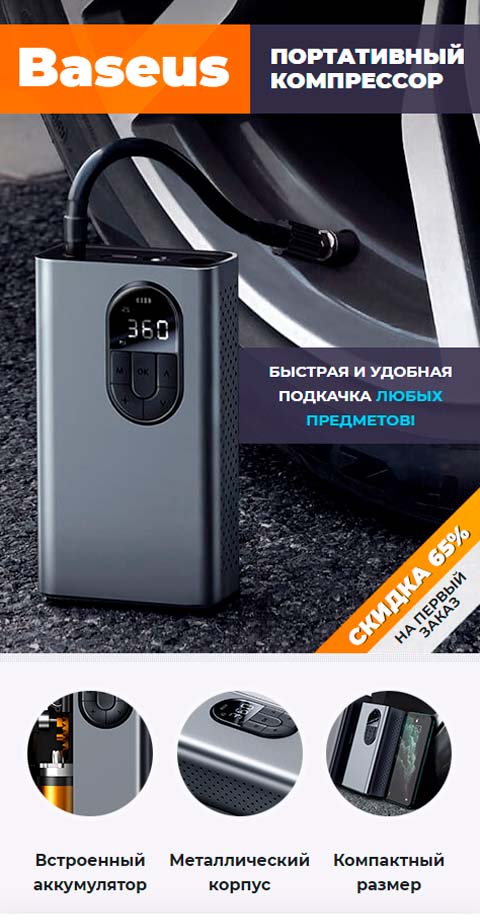 Baseus
ПОРТАТИВНЫЙ
КОМПРЕССОР
360
M OK
БЫСТРАЯ И УДОБНАЯ
ПОДКАЧКА ЛЮБЫХ
ПРЕДМЕТОВ!
СКИДКА 65%
НА ПЕРВЫЙ
ЗАКАЗ
360
Встроенный
аккумулятор
Металлический
корпус
Компактный
размер